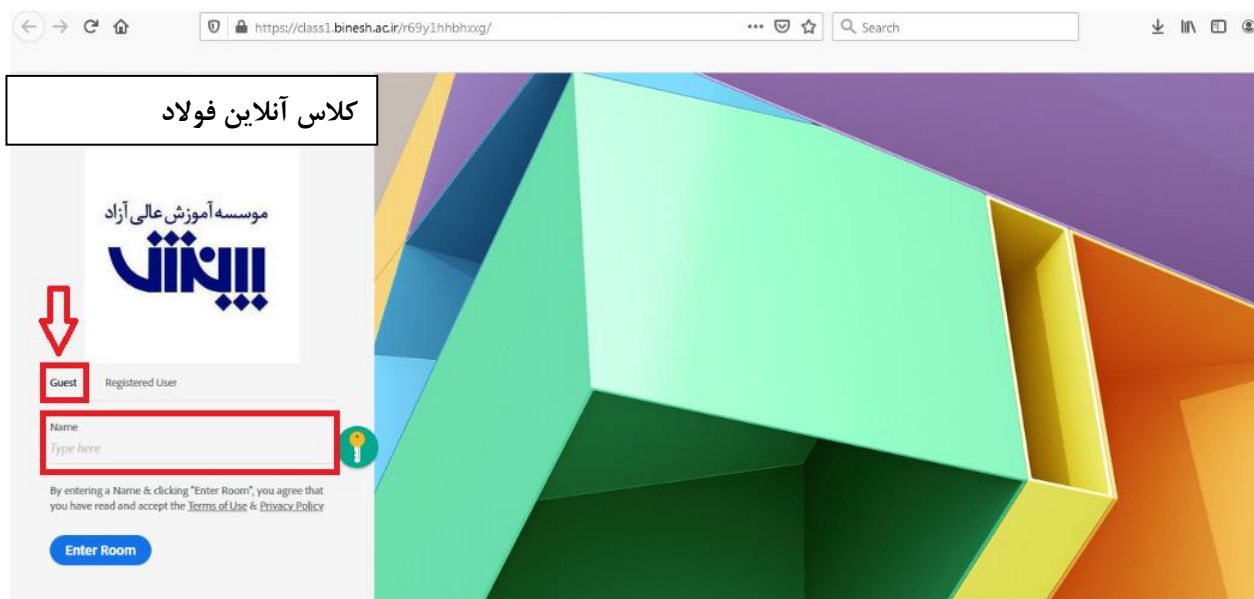 https://class1.binesh.ac.ir/r69y1hhbhxxg/
Search
کلاس آنلاین فولاد
موسسه آموزش عالی آزاد
بینش
Guest Registered User
Name
Type here
By entering a Name & clicking "Enter Room", you agree that
you have read and accept the Terms of Use & Privacy Policy
Enter Room